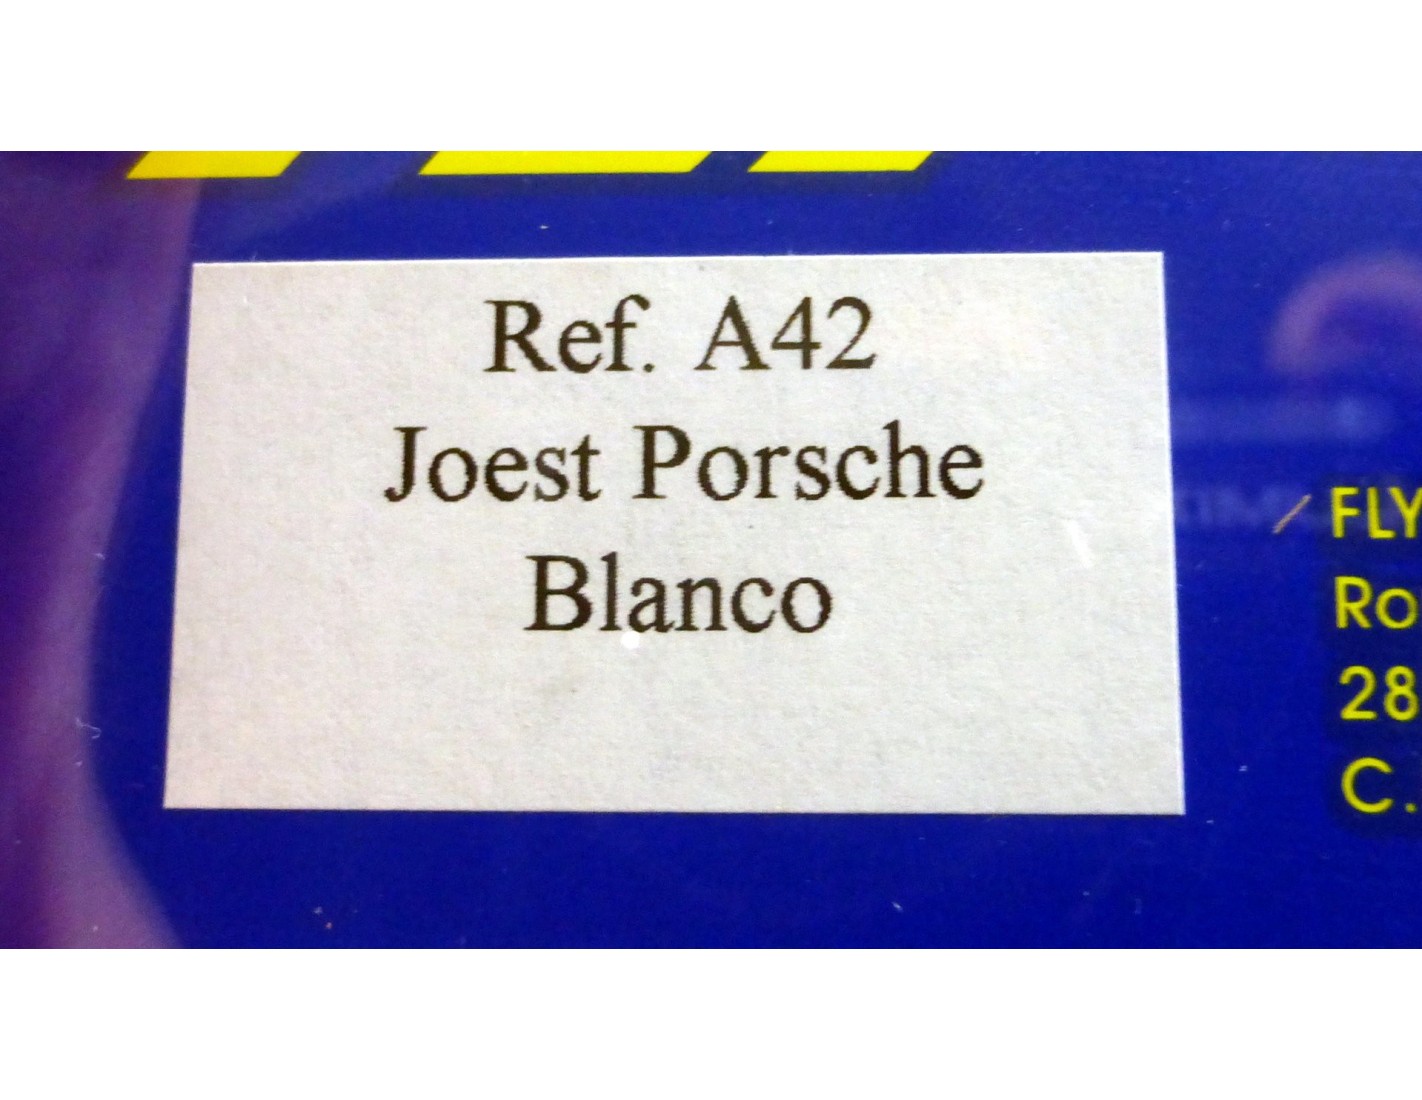 Ref. A42
Joest Porsche
Blanco
FLY
Ro
28
C.